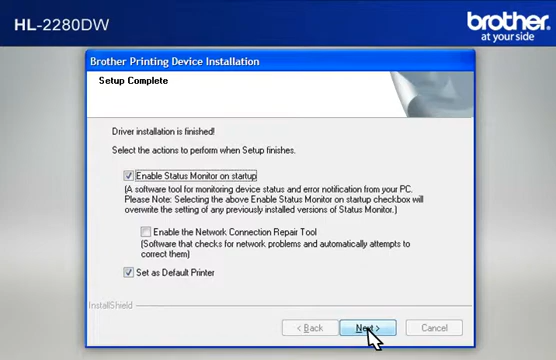 HL-2280DW
brother
at your side
Brother Printing Device Installation
Setup Complete
Driver installation is finished!
Select the actions to perform when Setup finishes.
Enable Status Monitor on startup
(A software tool for monitoring device status and error notification from your PC.
Please Note: Selecting the above Enable Status Monitor on startup checkbox will
overwrite the setting of any previously installed versions of Status Monitor.)
Enable the Network Connection Repair Tool
(Software that checks for network problems and automatically attempts to
correct them)
Set as Default Printer
InstallShield
< Back
Next >
Cancel